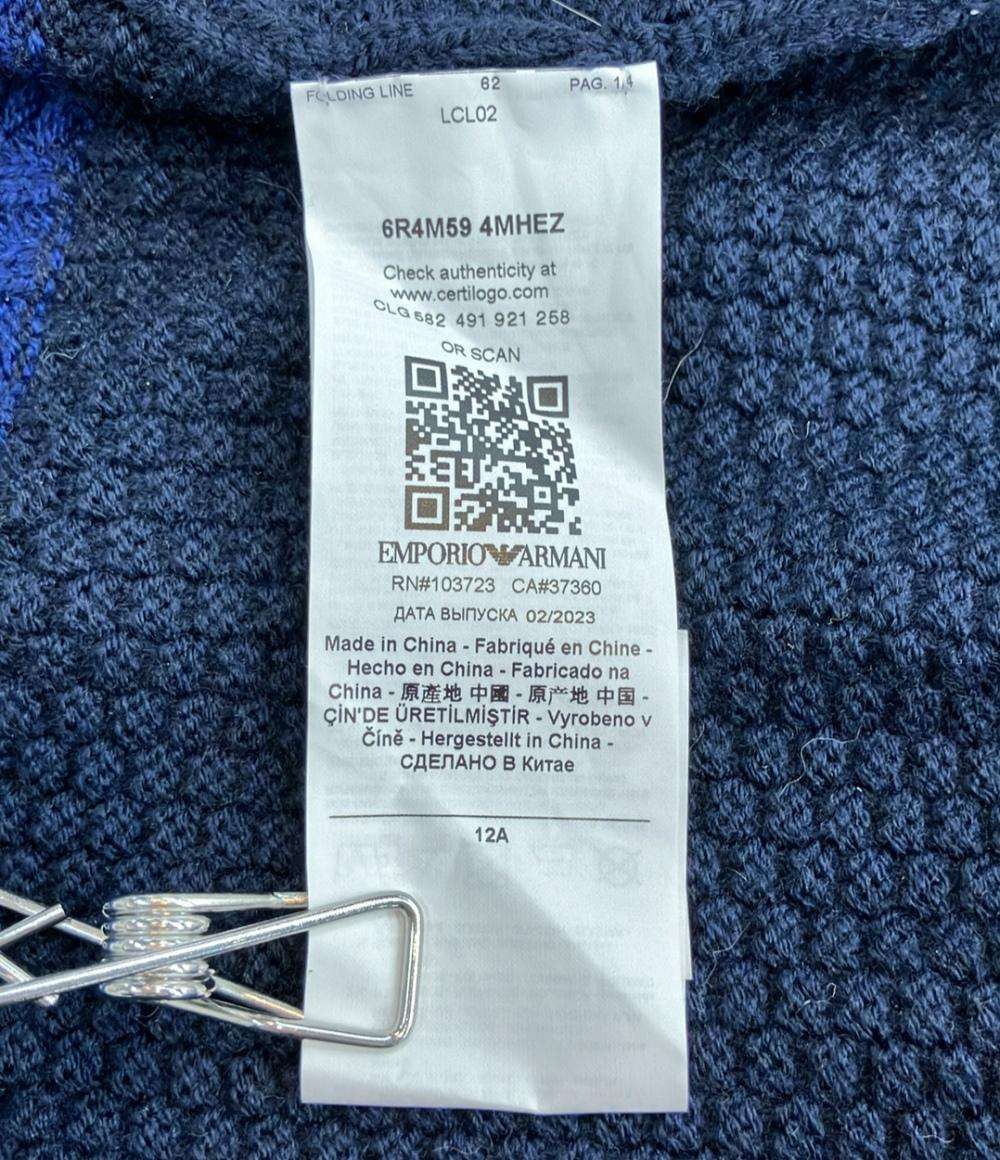 FOLDING LINE 62 PAG. 1/4
LCL02
6R4M59 4MHEZ
Check authenticity at
www.certilogo.com
CLG 582 491 921 258
OR SCAN
EMPORIO ARMANI
RN#103723 CA#37360
ДАТА ВЫПУСКА 02/2023
Made in China - Fabriqué en Chine -
Hecho en China - Fabricado na
China - 原產地 中國 - 原产地 中国 -
ÇİN'DE ÜRETİLMİŞTİR - Vyrobeno v
Číně - Hergestellt in China -
СДЕЛАНО В Китае
12A